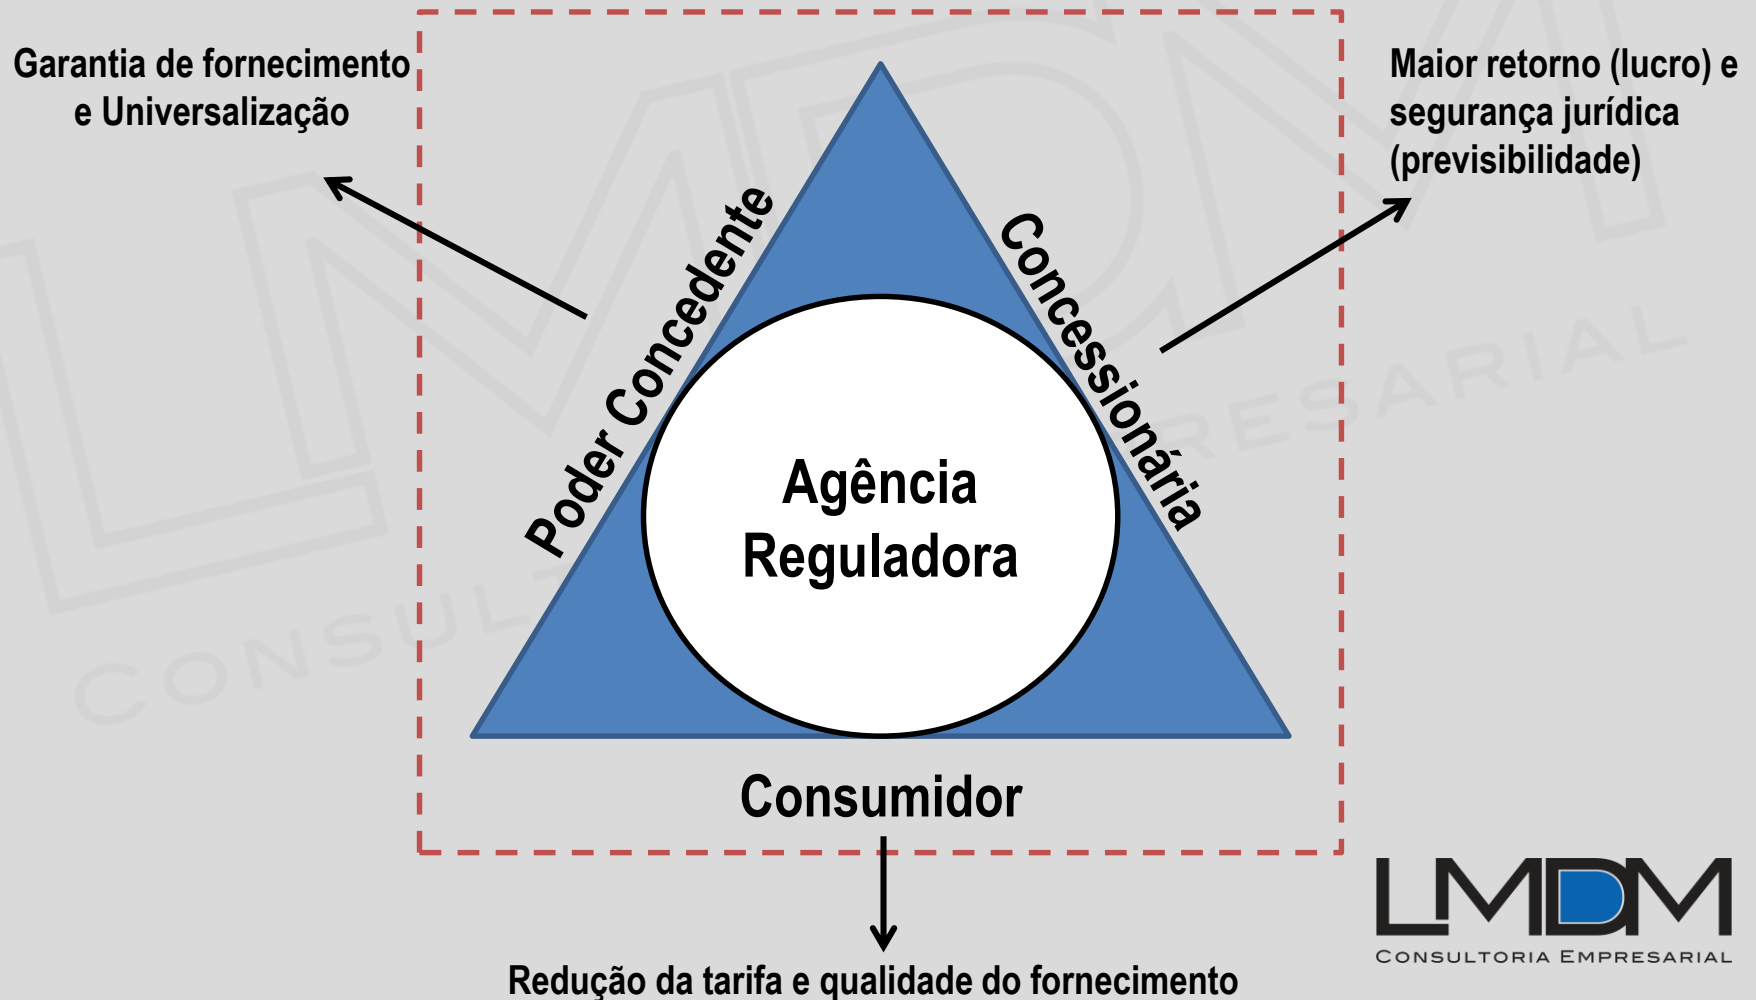 Garantia de fornecimento
e Universalização
Maior retorno (lucro) e
segurança jurídica
(previsibilidade)
Poder Concedente
Concessionária
Agência
Reguladora
Consumidor
Redução da tarifa e qualidade do fornecimento
LMDM
CONSULTORIA EMPRESARIAL